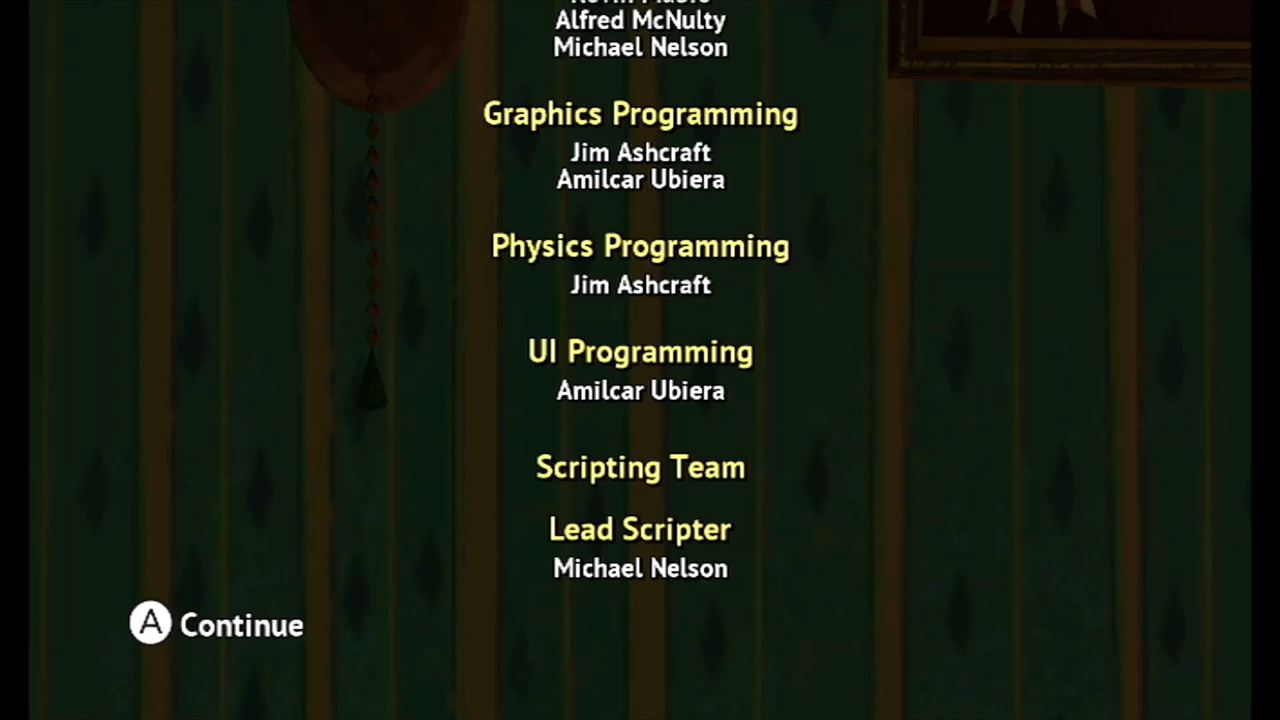 Alfred McNulty
Michael Nelson
Graphics Programming
Jim Ashcraft
Amilcar Ubiera
Physics Programming
Jim Ashcraft
UI Programming
Amilcar Ubiera
Scripting Team
Lead Scripter
Michael Nelson
A Continue